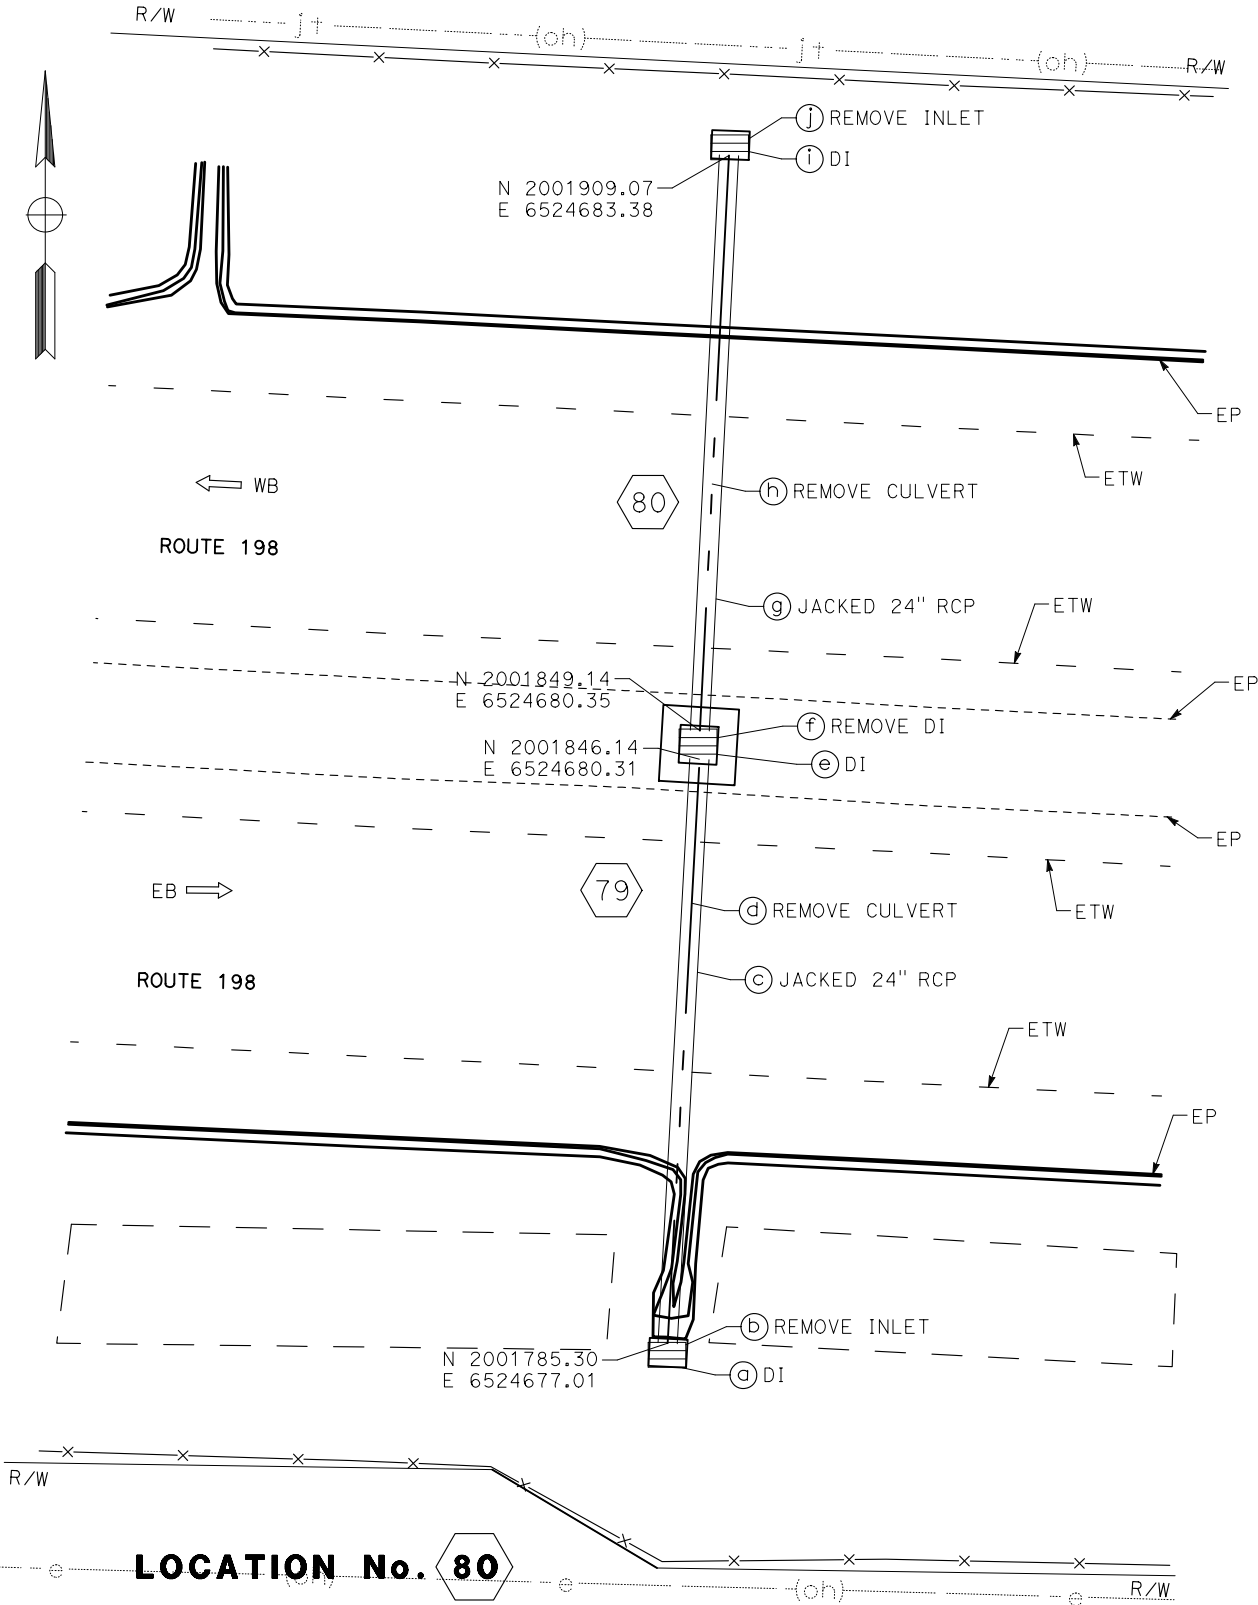 R/W
jt
(oh)
jt
(oh)
R/W
j REMOVE INLET
i DI
N 2001909.07
E 6524683.38
EP
ETW
WB
80
h REMOVE CULVERT
ROUTE 198
g JACKED 24" RCP
ETW
N 2001849.14
E 6524680.35
EP
f REMOVE DI
N 2001846.14
E 6524680.31
e DI
EP
EB
79
d REMOVE CULVERT
ETW
ROUTE 198
c JACKED 24" RCP
ETW
EP
b REMOVE INLET
N 2001785.30
E 6524677.01
a DI
R/W
LOCATION No. 80
e
(oh)
e
(oh)
e
R/W